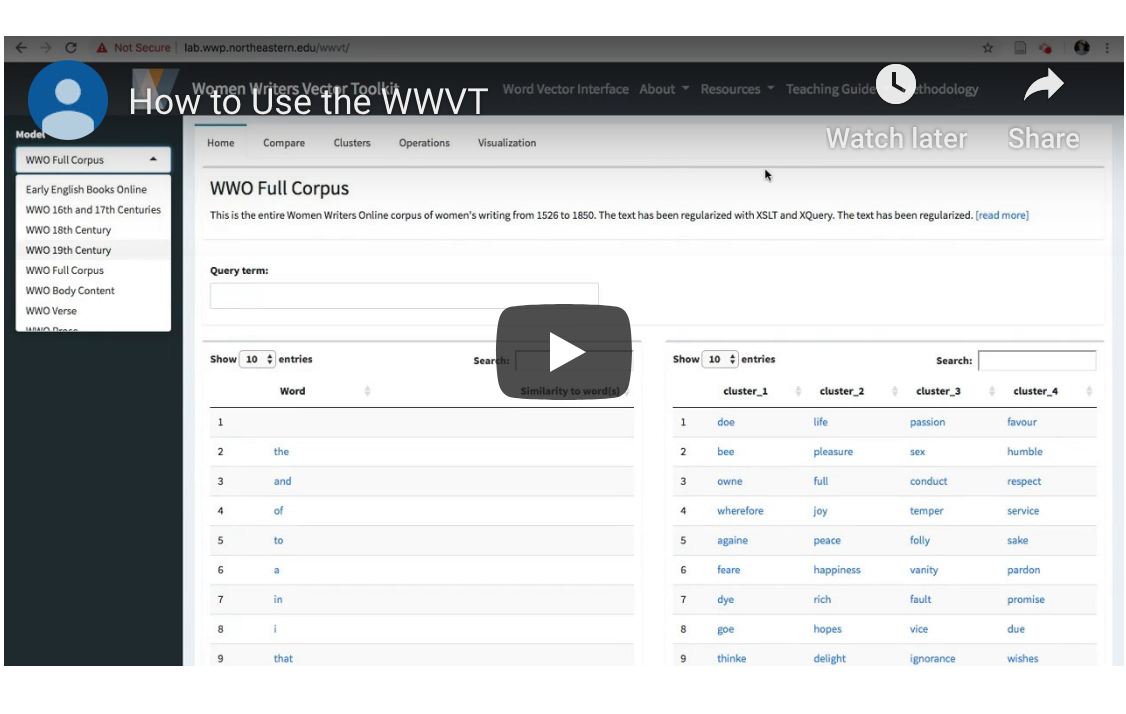 Not Secure lab.wwp.northeastern.edu/wwvt/
Women Writers Vector Toolkit Word Vector Interface About Resources Teaching Guide Methodology
How to Use the WWVT
Watch later Share
Model
WWO Full Corpus
Early English Books Online
WWO 16th and 17th Centuries
WWO 18th Century
WWO 19th Century
WWO Full Corpus
WWO Body Content
WWO Verse
WWO Prose
Home Compare Clusters Operations Visualization
WWO Full Corpus
This is the entire Women Writers Online corpus of women's writing from 1526 to 1850. The text has been regularized with XSLT and XQuery. The text has been regularized. [read more]
Query term:
Show 10 entries Search:
Word Similarity to word(s)
1
2 the
3 and
4 of
5 to
6 a
7 in
8 i
9 that
Show 10 entries Search:
cluster_1 cluster_2 cluster_3 cluster_4
1 doe life passion favour
2 bee pleasure sex humble
3 owne full conduct respect
4 wherefore joy temper service
5 againe peace folly sake
6 feare happiness vanity pardon
7 dye rich fault promise
8 goe hopes vice due
9 thinke delight ignorance wishes